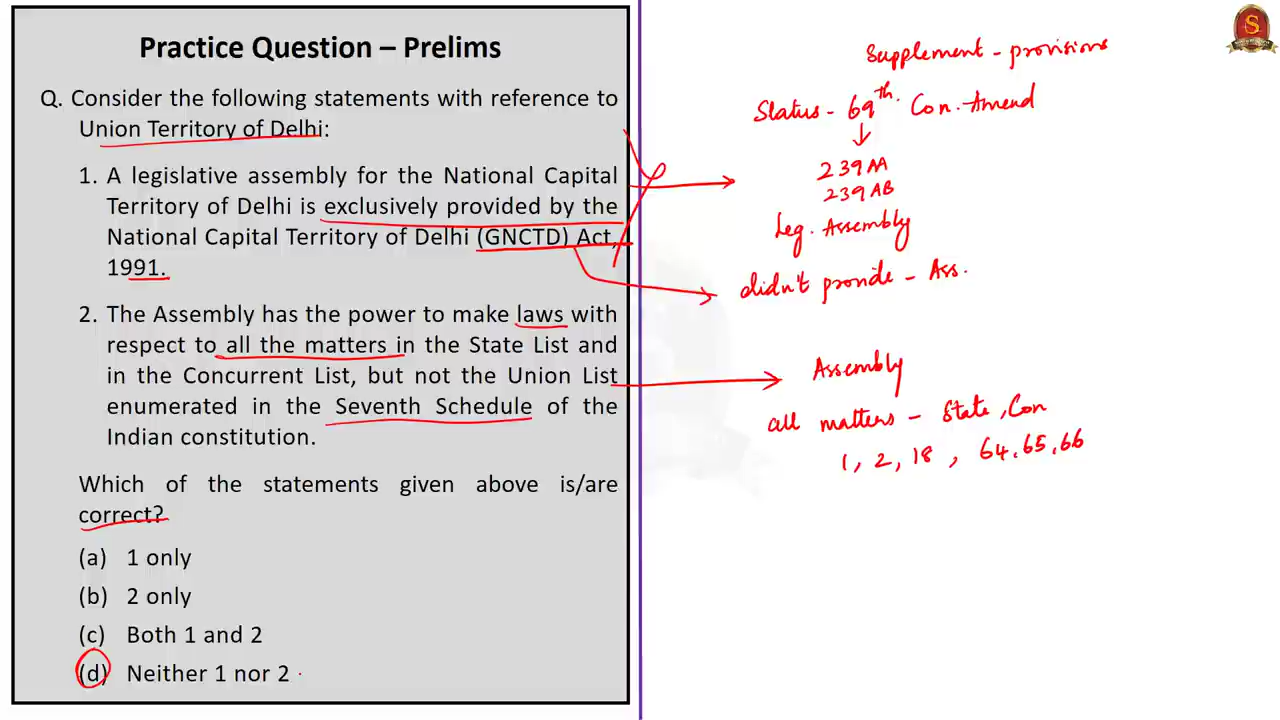 Practice Question – Prelims
Q. Consider the following statements with reference to
Union Territory of Delhi:
1. A legislative assembly for the National Capital
Territory of Delhi is exclusively provided by the
National Capital Territory of Delhi (GNCTD) Act,
1991.
2. The Assembly has the power to make laws with
respect to all the matters in the State List and
in the Concurrent List, but not the Union List
enumerated in the Seventh Schedule of the
Indian constitution.
Which of the statements given above is/are
correct?
(a) 1 only
(b) 2 only
(c) Both 1 and 2
(d) Neither 1 nor 2
Supplement - provisions
Status - 69th Con. Amend
239AA
239AB
Leg. Assembly
didn't provide - Ass.
Assembly
all matters - State, Con
1, 2, 18, 64, 65, 66
S